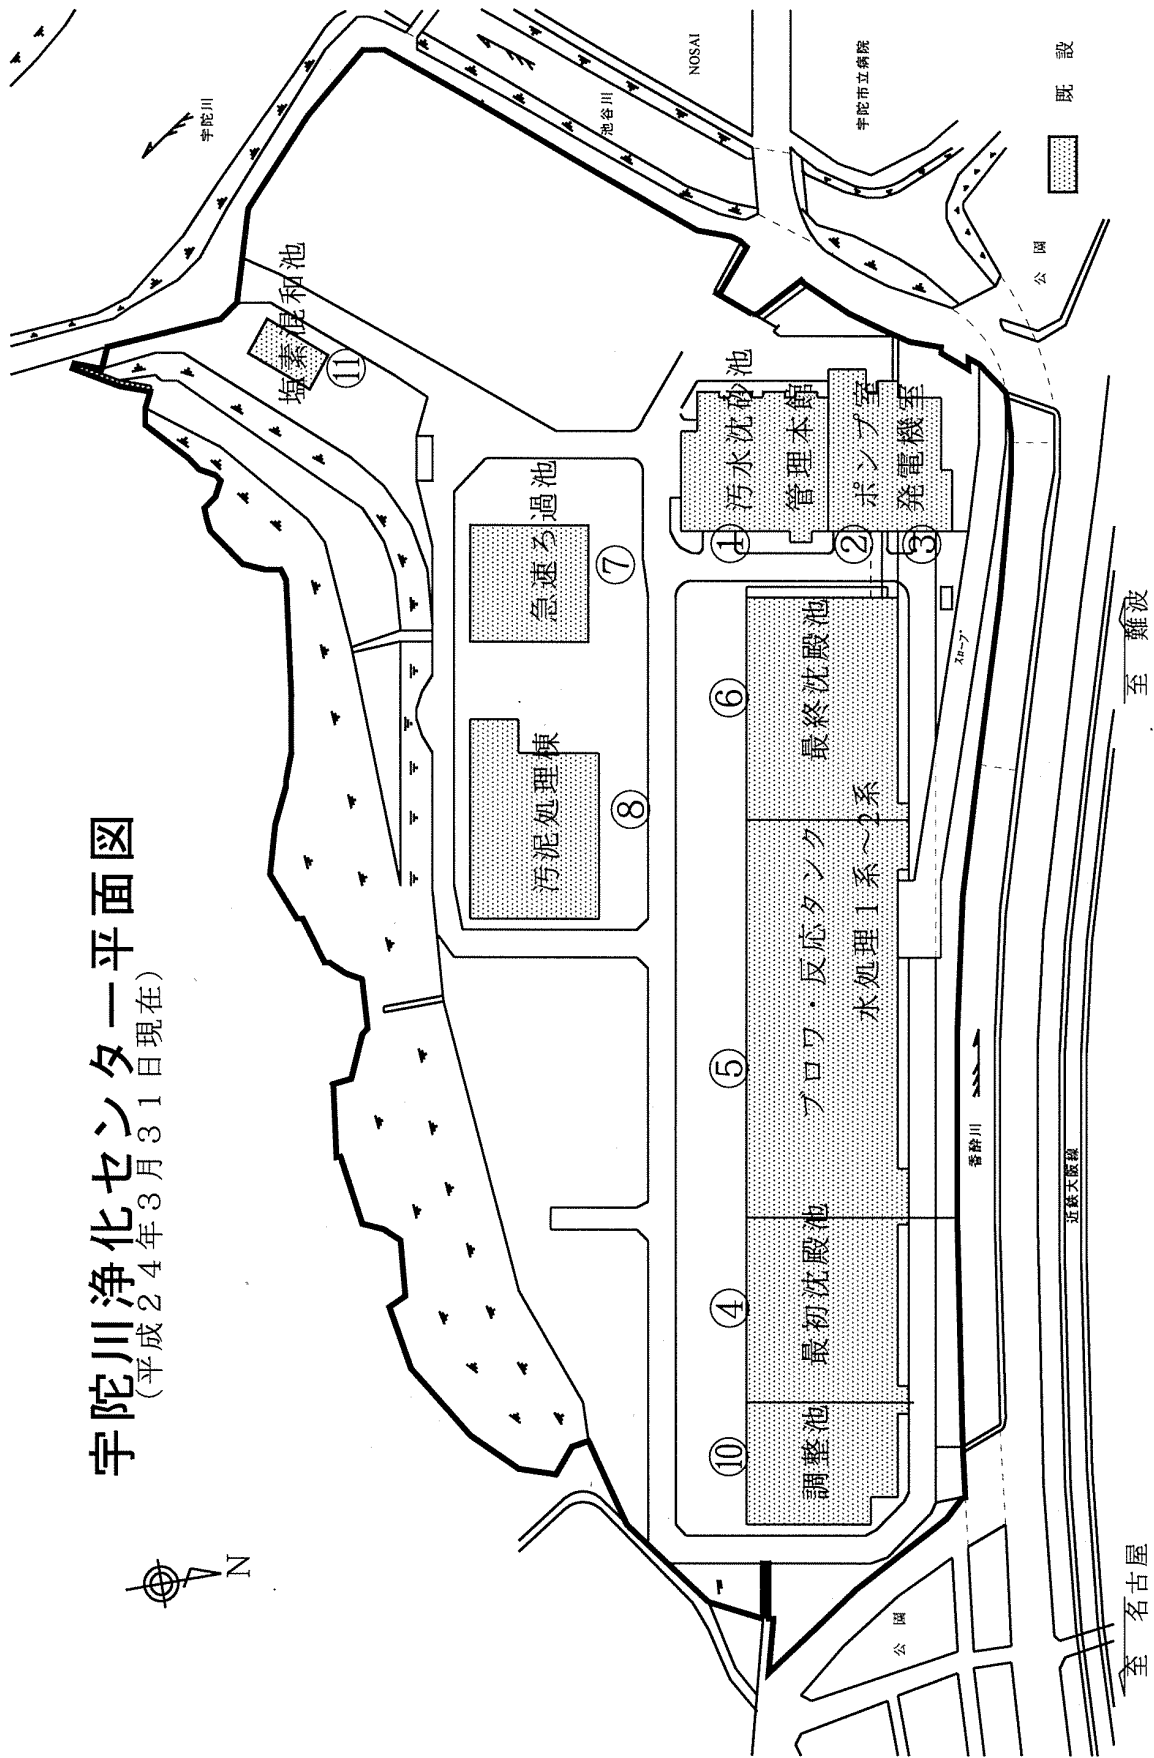 宇陀川浄化センター平面図
(平成24年3月31日現在)
N
宇陀川
池谷川
NOSAI
宇陀市立病院
既設
公園
塩素混和池
⑪
急速ろ過池
⑦
汚泥処理棟
⑧
汚水沈砂池
①
管理本館
ポンプ室
②
発電機室
③
最終沈殿池
⑥
ブロワ・反応タンク
⑤
水処理1系～2系
最初沈殿池
④
調整池
⑩
スロープ
香酔川
近鉄大阪線
至 難波
至 名古屋
公園